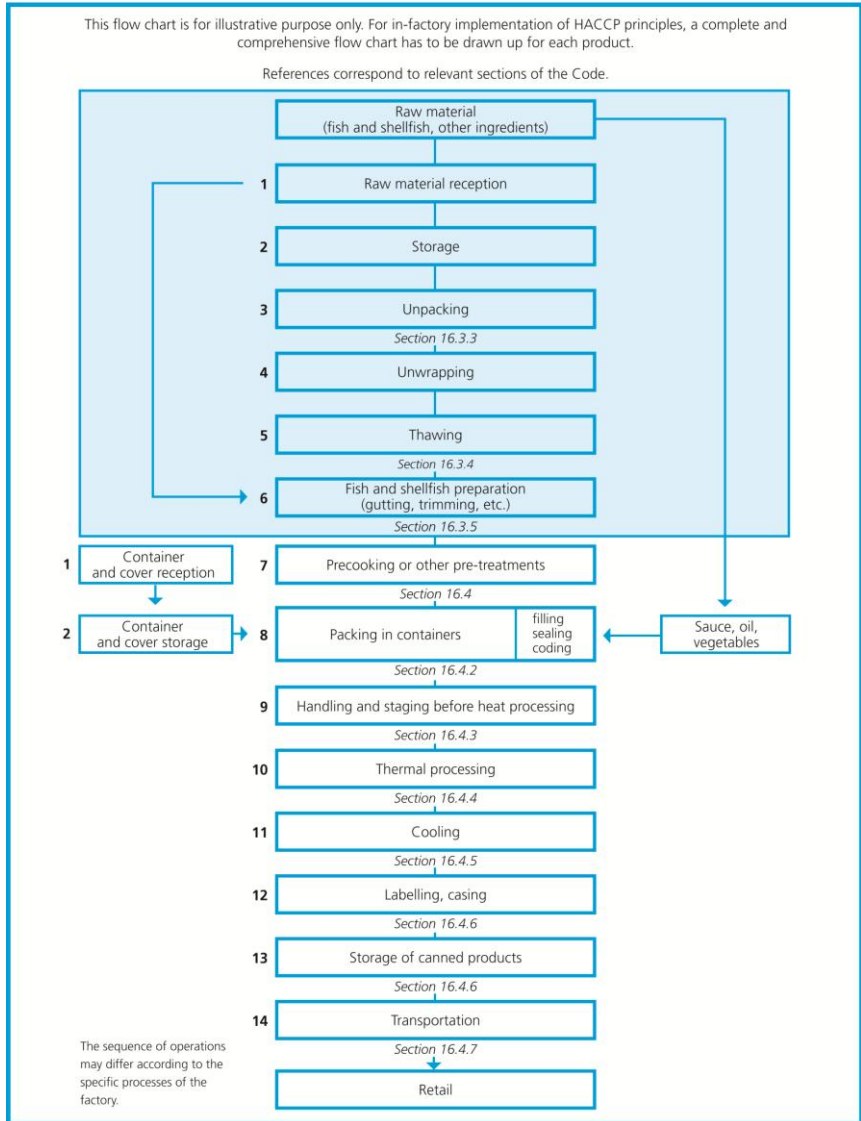 This flow chart is for illustrative purpose only. For in-factory implementation of HACCP principles, a complete and
comprehensive flow chart has to be drawn up for each product.
References correspond to relevant sections of the Code.
Raw material
(fish and shellfish, other ingredients)
1 Raw material reception
2 Storage
3 Unpacking
Section 16.3.3
4 Unwrapping
5 Thawing
Section 16.3.4
6 Fish and shellfish preparation
(gutting, trimming, etc.)
Section 16.3.5
1 Container
and cover reception
7 Precooking or other pre-treatments
Section 16.4
2 Container
and cover storage
8 Packing in containers
filling
sealing
coding
Sauce, oil,
vegetables
Section 16.4.2
9 Handling and staging before heat processing
Section 16.4.3
10 Thermal processing
Section 16.4.4
11 Cooling
Section 16.4.5
12 Labelling, casing
Section 16.4.6
13 Storage of canned products
Section 16.4.6
14 Transportation
Section 16.4.7
Retail
The sequence of operations
may differ according to the
specific processes of the
factory.